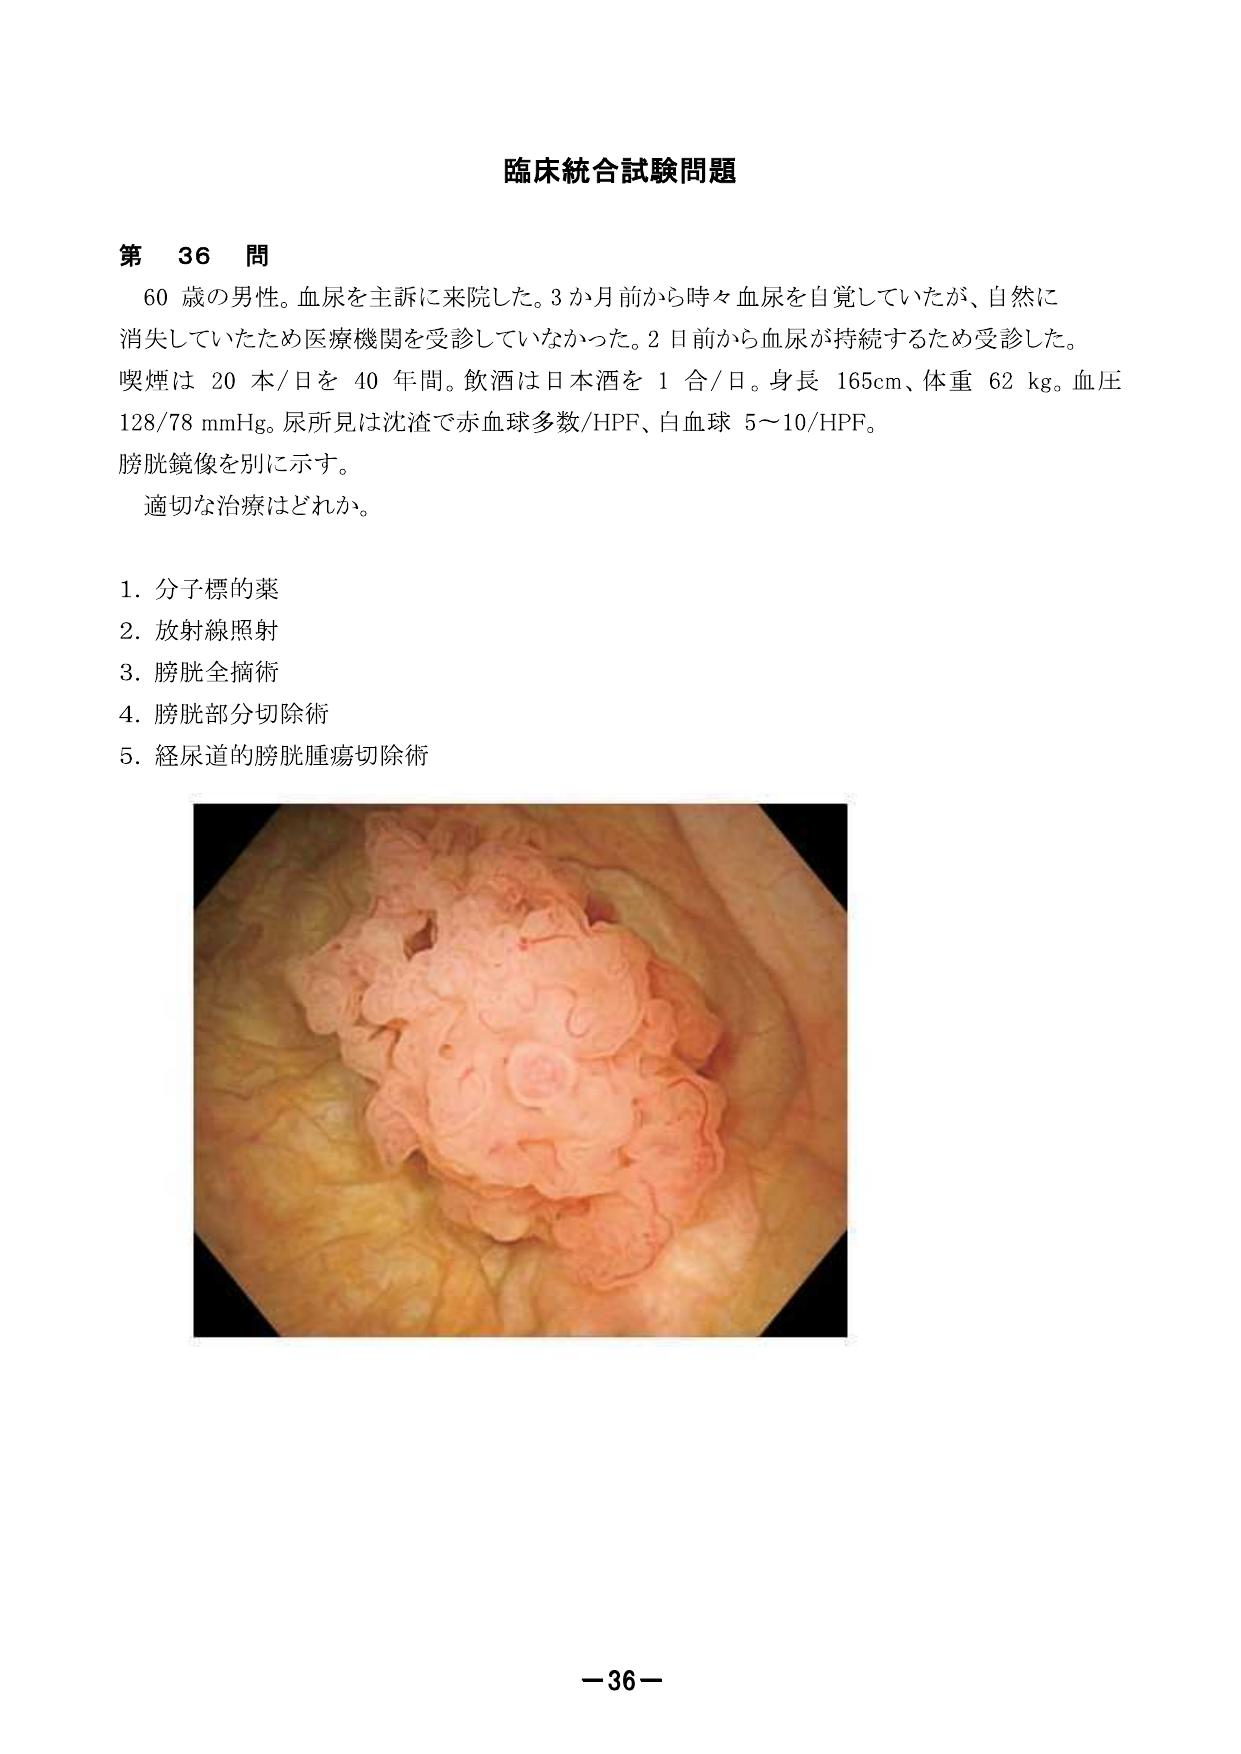 臨床統合試験問題
第 36 問
60 歳の男性。血尿を主訴に来院した。3か月前から時々血尿を自覚していたが、自然に
消失していたため医療機関を受診していなかった。2 日前から血尿が持続するため受診した。
喫煙は 20 本/日を 40 年間。飲酒は日本酒を 1 合/日。身長 165cm、体重 62 kg。血圧
128/78 mmHg。尿所見は沈渣で赤血球多数/HPF、白血球 5～10/HPF。
膀胱鏡像を別に示す。
適切な治療はどれか。
1. 分子標的薬
2. 放射線照射
3. 膀胱全摘術
4. 膀胱部分切除術
5. 経尿道的膀胱腫瘍切除術
－36－